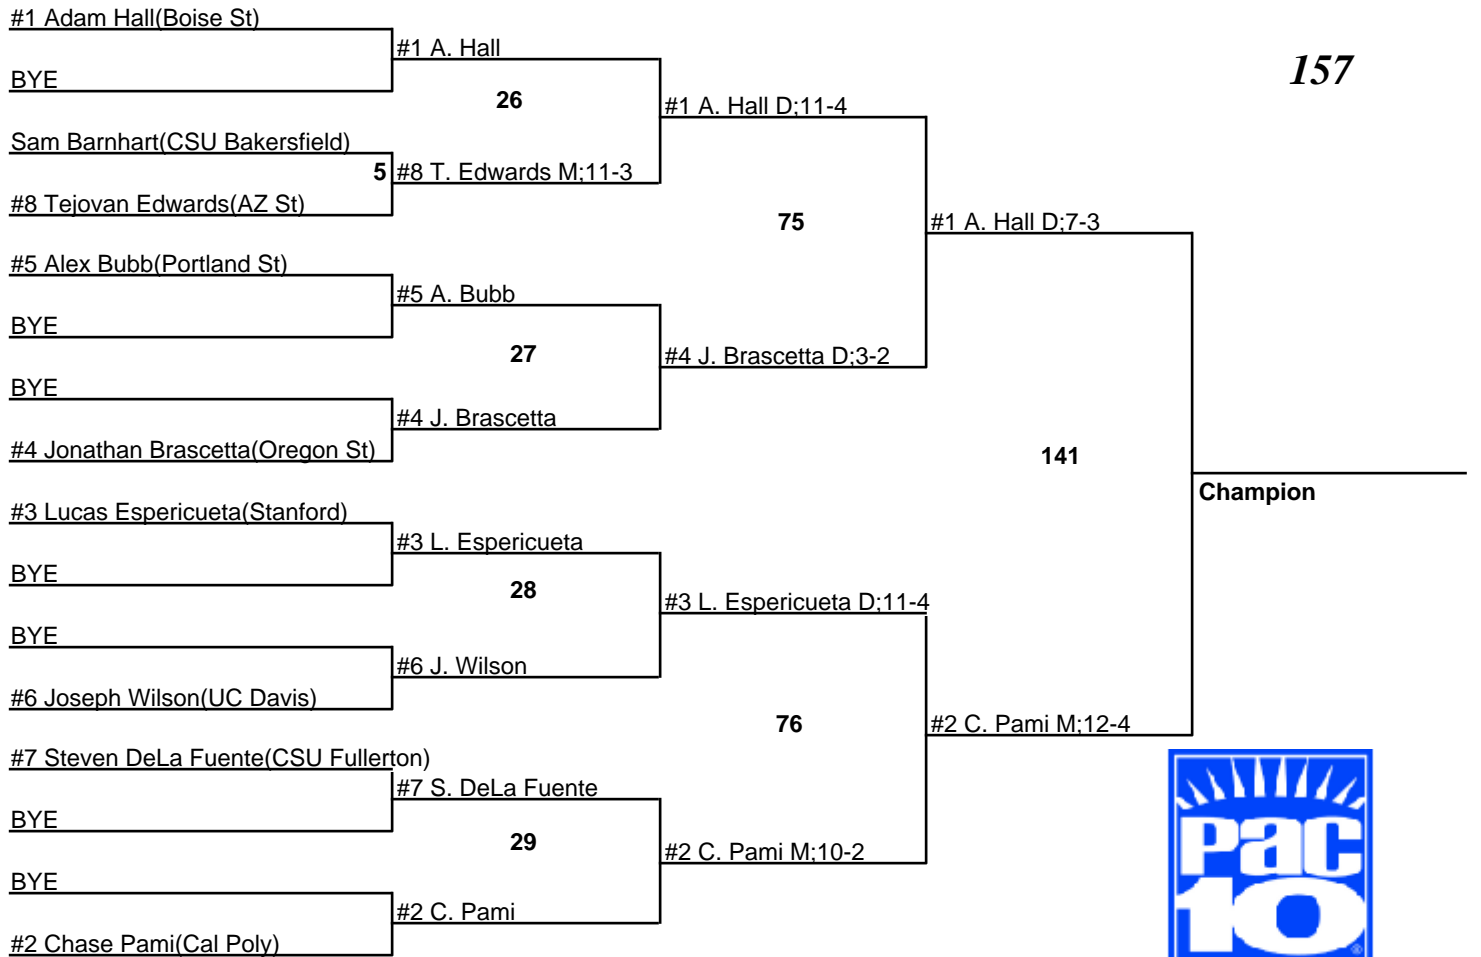 #1 Adam Hall(Boise St)
#1 A. Hall
157
BYE
26
#1 A. Hall D;11-4
Sam Barnhart(CSU Bakersfield)
5
#8 T. Edwards M;11-3
#8 Tejovan Edwards(AZ St)
75
#1 A. Hall D;7-3
#5 Alex Bubb(Portland St)
#5 A. Bubb
BYE
27
#4 J. Brascetta D;3-2
BYE
#4 J. Brascetta
#4 Jonathan Brascetta(Oregon St)
141
Champion
#3 Lucas Espericueta(Stanford)
#3 L. Espericueta
BYE
28
#3 L. Espericueta D;11-4
BYE
#6 J. Wilson
#6 Joseph Wilson(UC Davis)
76
#2 C. Pami M;12-4
#7 Steven DeLa Fuente(CSU Fullerton)
#7 S. DeLa Fuente
BYE
29
#2 C. Pami M;10-2
BYE
#2 C. Pami
#2 Chase Pami(Cal Poly)
Pac
10
®